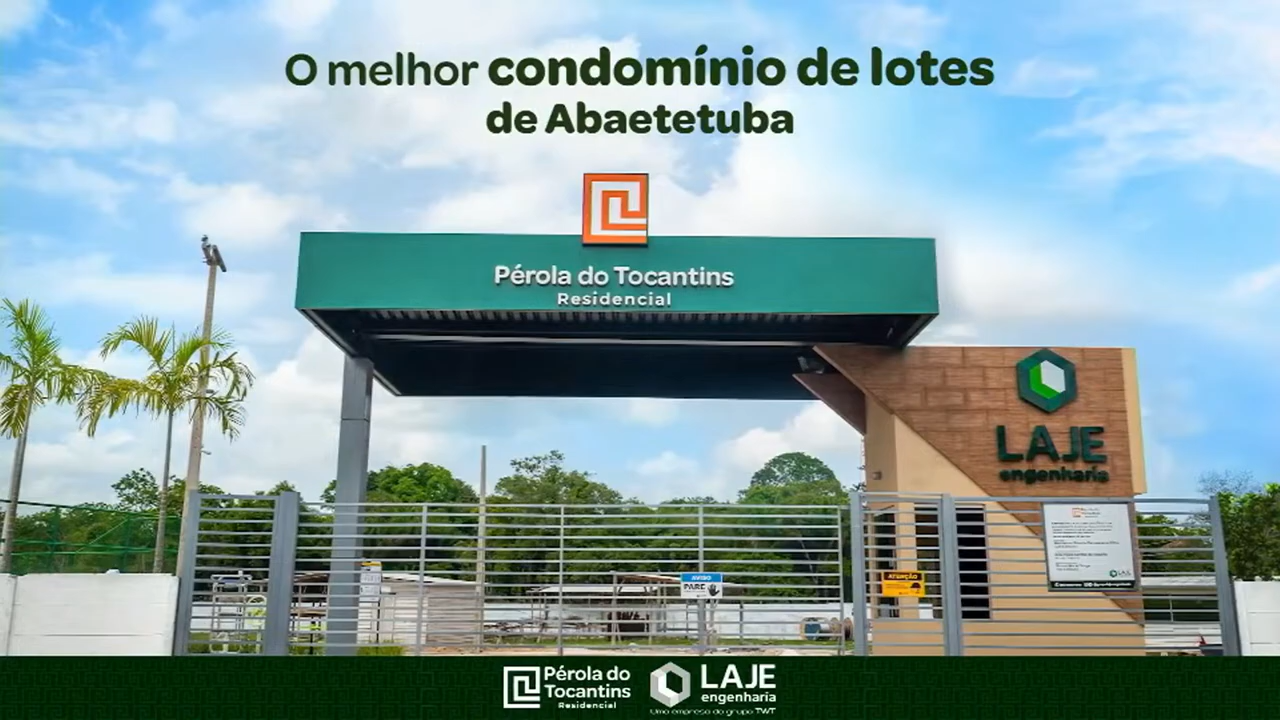 O melhor condomínio de lotes
de Abaetetuba
Pérola do Tocantins
Residencial
LAJE
engenharia
AVISO
PARE
ATENÇÃO
Pérola do
Tocantins
Residencial
LAJE
engenharia
Uma empresa do grupo TWT